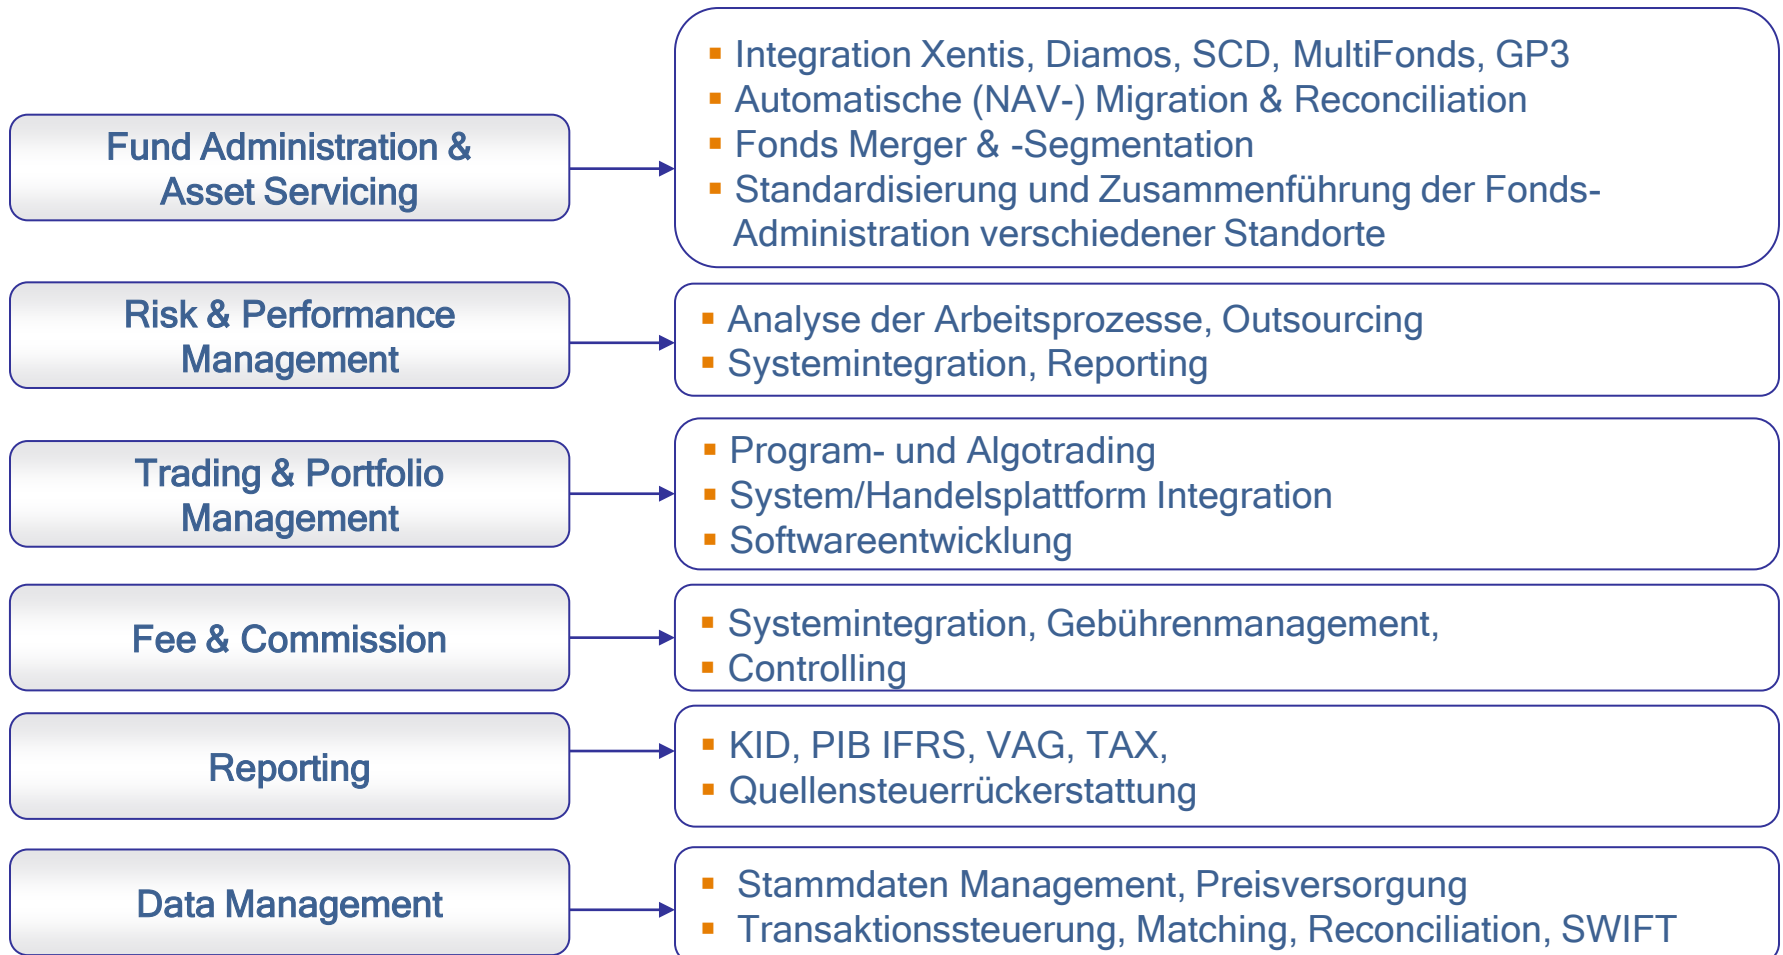 Fund Administration &
Asset Servicing
▪ Integration Xentis, Diamos, SCD, MultiFonds, GP3
▪ Automatische (NAV-) Migration & Reconciliation
▪ Fonds Merger & -Segmentation
▪ Standardisierung und Zusammenführung der Fonds-
Administration verschiedener Standorte
Risk & Performance
Management
▪ Analyse der Arbeitsprozesse, Outsourcing
▪ Systemintegration, Reporting
Trading & Portfolio
Management
▪ Program- und Algotrading
▪ System/Handelsplattform Integration
▪ Softwareentwicklung
Fee & Commission
▪ Systemintegration, Gebührenmanagement,
▪ Controlling
Reporting
▪ KID, PIB IFRS, VAG, TAX,
▪ Quellensteuerrückerstattung
Data Management
▪ Stammdaten Management, Preisversorgung
▪ Transaktionssteuerung, Matching, Reconciliation, SWIFT